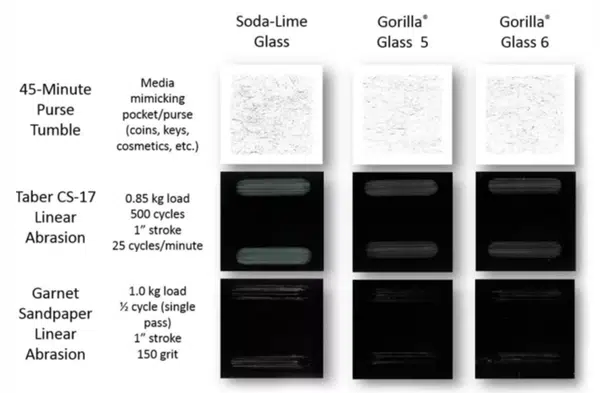 Soda-Lime
Glass
Gorilla®
Glass 5
Gorilla®
Glass 6
45-Minute
Purse
Tumble
Media
mimicking
pocket/purse
(coins, keys,
cosmetics, etc.)
Taber CS-17
Linear
Abrasion
0.85 kg load
500 cycles
1” stroke
25 cycles/minute
Garnet
Sandpaper
Linear
Abrasion
1.0 kg load
½ cycle (single
pass)
1” stroke
150 grit